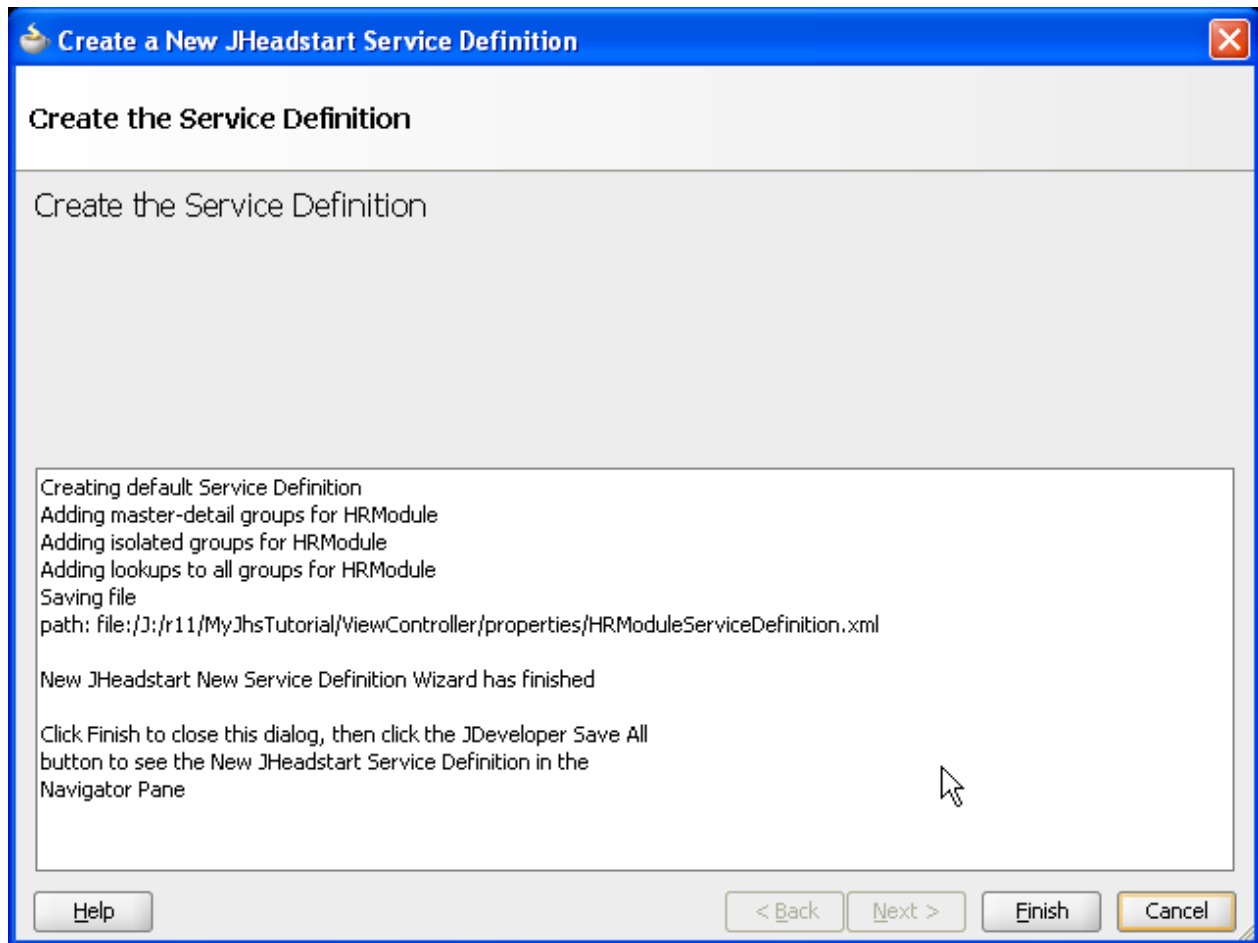 Create a New JHeadstart Service Definition
Create the Service Definition
Create the Service Definition
Creating default Service Definition
Adding master-detail groups for HRModule
Adding isolated groups for HRModule
Adding lookups to all groups for HRModule
Saving file
path: file:/J:/r11/MyJhsTutorial/ViewController/properties/HRModuleServiceDefinition.xml
New JHeadstart New Service Definition Wizard has finished
Click Finish to close this dialog, then click the JDeveloper Save All
button to see the New JHeadstart Service Definition in the
Navigator Pane
Help
< Back
Next >
Finish
Cancel